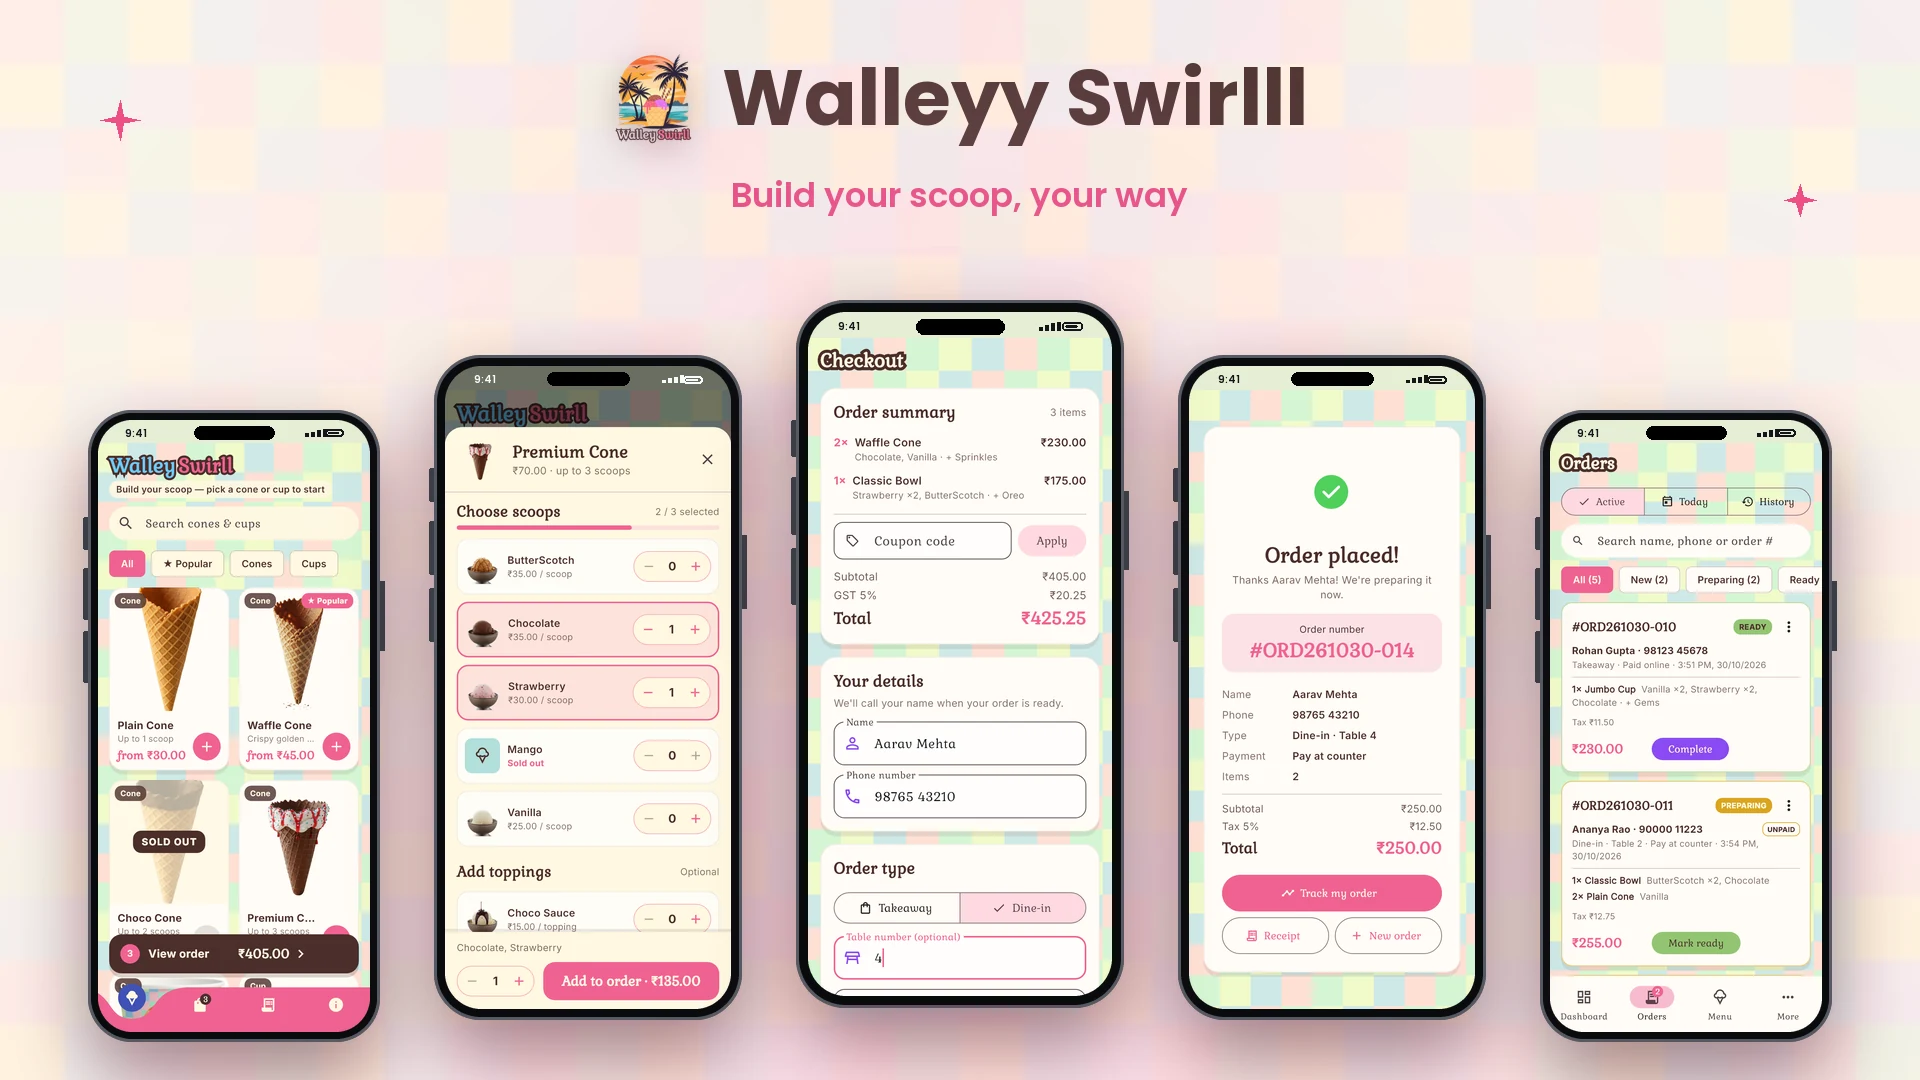 Walley Swirll
Walleyy Swirlll
Build your scoop, your way
9:41
Walley Swirll
Build your scoop — pick a cone or cup to start
Search cones & cups
All
★ Popular
Cones
Cups
Cone
Plain Cone
Up to 1 scoop
from ₹30.00
Cone
★ Popular
Waffle Cone
Crispy golden ...
from ₹45.00
Cone
SOLD OUT
Choco Cone
Up to 2 scoops
Cone
Premium C...
Up to 3 scoops
3 View order ₹405.00
3
9:41
Walley Swirll
Premium Cone
₹70.00 · up to 3 scoops
Choose scoops 2 / 3 selected
ButterScotch
₹35.00 / scoop
0
Chocolate
₹35.00 / scoop
1
Strawberry
₹30.00 / scoop
1
Mango
Sold out
0
Vanilla
₹25.00 / scoop
0
Add toppings Optional
Choco Sauce
₹15.00 / topping
0
Chocolate, Strawberry
1
Add to order · ₹135.00
9:41
Checkout
Order summary 3 items
2× Waffle Cone ₹230.00
Chocolate, Vanilla · + Sprinkles
1× Classic Bowl ₹175.00
Strawberry ×2, ButterScotch · + Oreo
Coupon code
Apply
Subtotal ₹405.00
GST 5% ₹20.25
Total ₹425.25
Your details
We'll call your name when your order is ready.
Name
Aarav Mehta
Phone number
98765 43210
Order type
Takeaway
Dine-in
Table number (optional)
4
9:41
Order placed!
Thanks Aarav Mehta! We're preparing it
now.
Order number
#ORD261030-014
Name Aarav Mehta
Phone 98765 43210
Type Dine-in · Table 4
Payment Pay at counter
Items 2
Subtotal ₹250.00
Tax 5% ₹12.50
Total ₹250.00
Track my order
Receipt
New order
9:41
Orders
Active
Today
History
Search name, phone or order #
All (5)
New (2)
Preparing (2)
Ready
#ORD261030-010 READY
Rohan Gupta · 98123 45678
Takeaway · Paid online · 3:51 PM, 30/10/2026
1× Jumbo Cup Vanilla ×2, Strawberry ×2,
Chocolate · + Gems
Tax ₹11.50
₹230.00 Complete
#ORD261030-011 PREPARING
Ananya Rao · 90000 11223 UNPAID
Dine-in · Table 2 · Pay at counter · 3:54 PM,
30/10/2026
1× Classic Bowl ButterScotch ×2, Chocolate
2× Plain Cone Vanilla
Tax ₹12.75
₹255.00 Mark ready
2
Dashboard
Orders
Menu
More